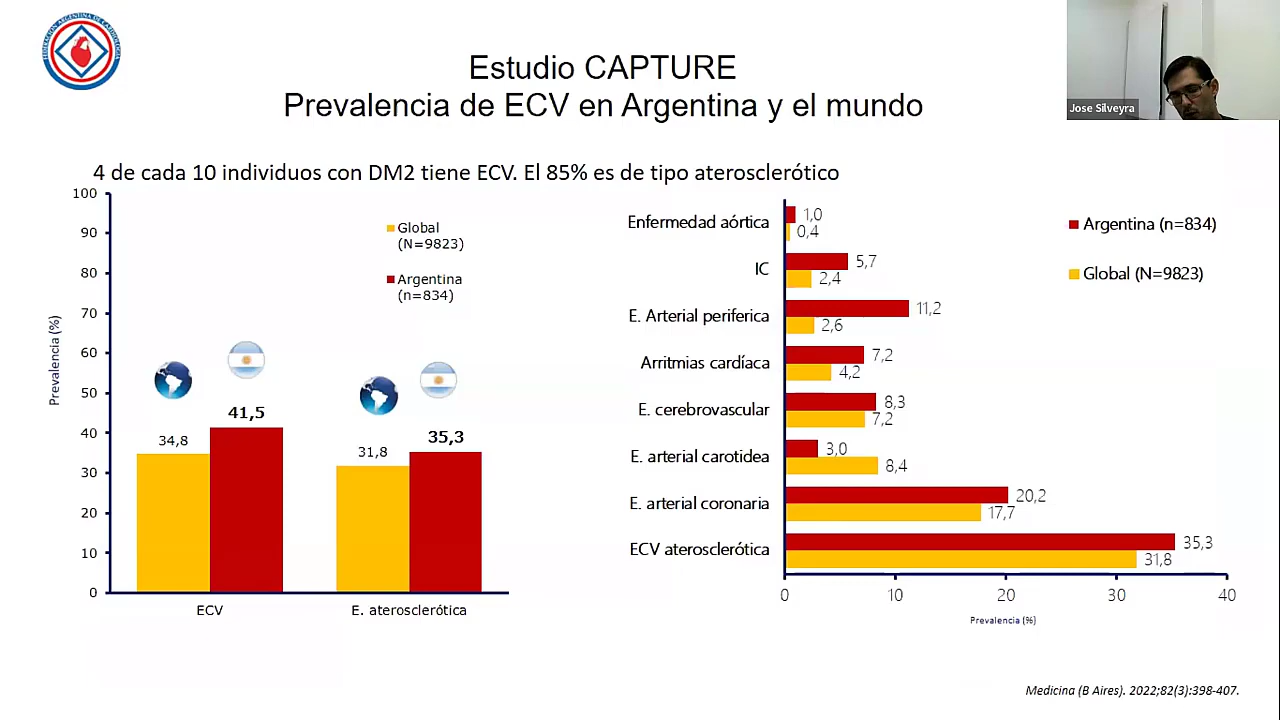 FEDERACION ARGENTINA DE CARDIOLOGIA
Estudio CAPTURE
Prevalencia de ECV en Argentina y el mundo
Jose Silveyra
4 de cada 10 individuos con DM2 tiene ECV. El 85% es de tipo aterosclerótico
Prevalencia (%)
100
90
80
70
60
50
40
30
20
10
0
Global
(N=9823)
Argentina
(n=834)
34,8
41,5
31,8
35,3
ECV
E. aterosclerótica
Argentina (n=834)
Global (N=9823)
Enfermedad aórtica
1,0
0,4
IC
5,7
2,4
E. Arterial periferica
11,2
2,6
Arritmias cardíaca
7,2
4,2
E. cerebrovascular
8,3
7,2
E. arterial carotidea
3,0
8,4
E. arterial coronaria
20,2
17,7
ECV aterosclerótica
35,3
31,8
0 10 20 30 40
Prevalencia (%)
Medicina (B Aires). 2022;82(3):398-407.